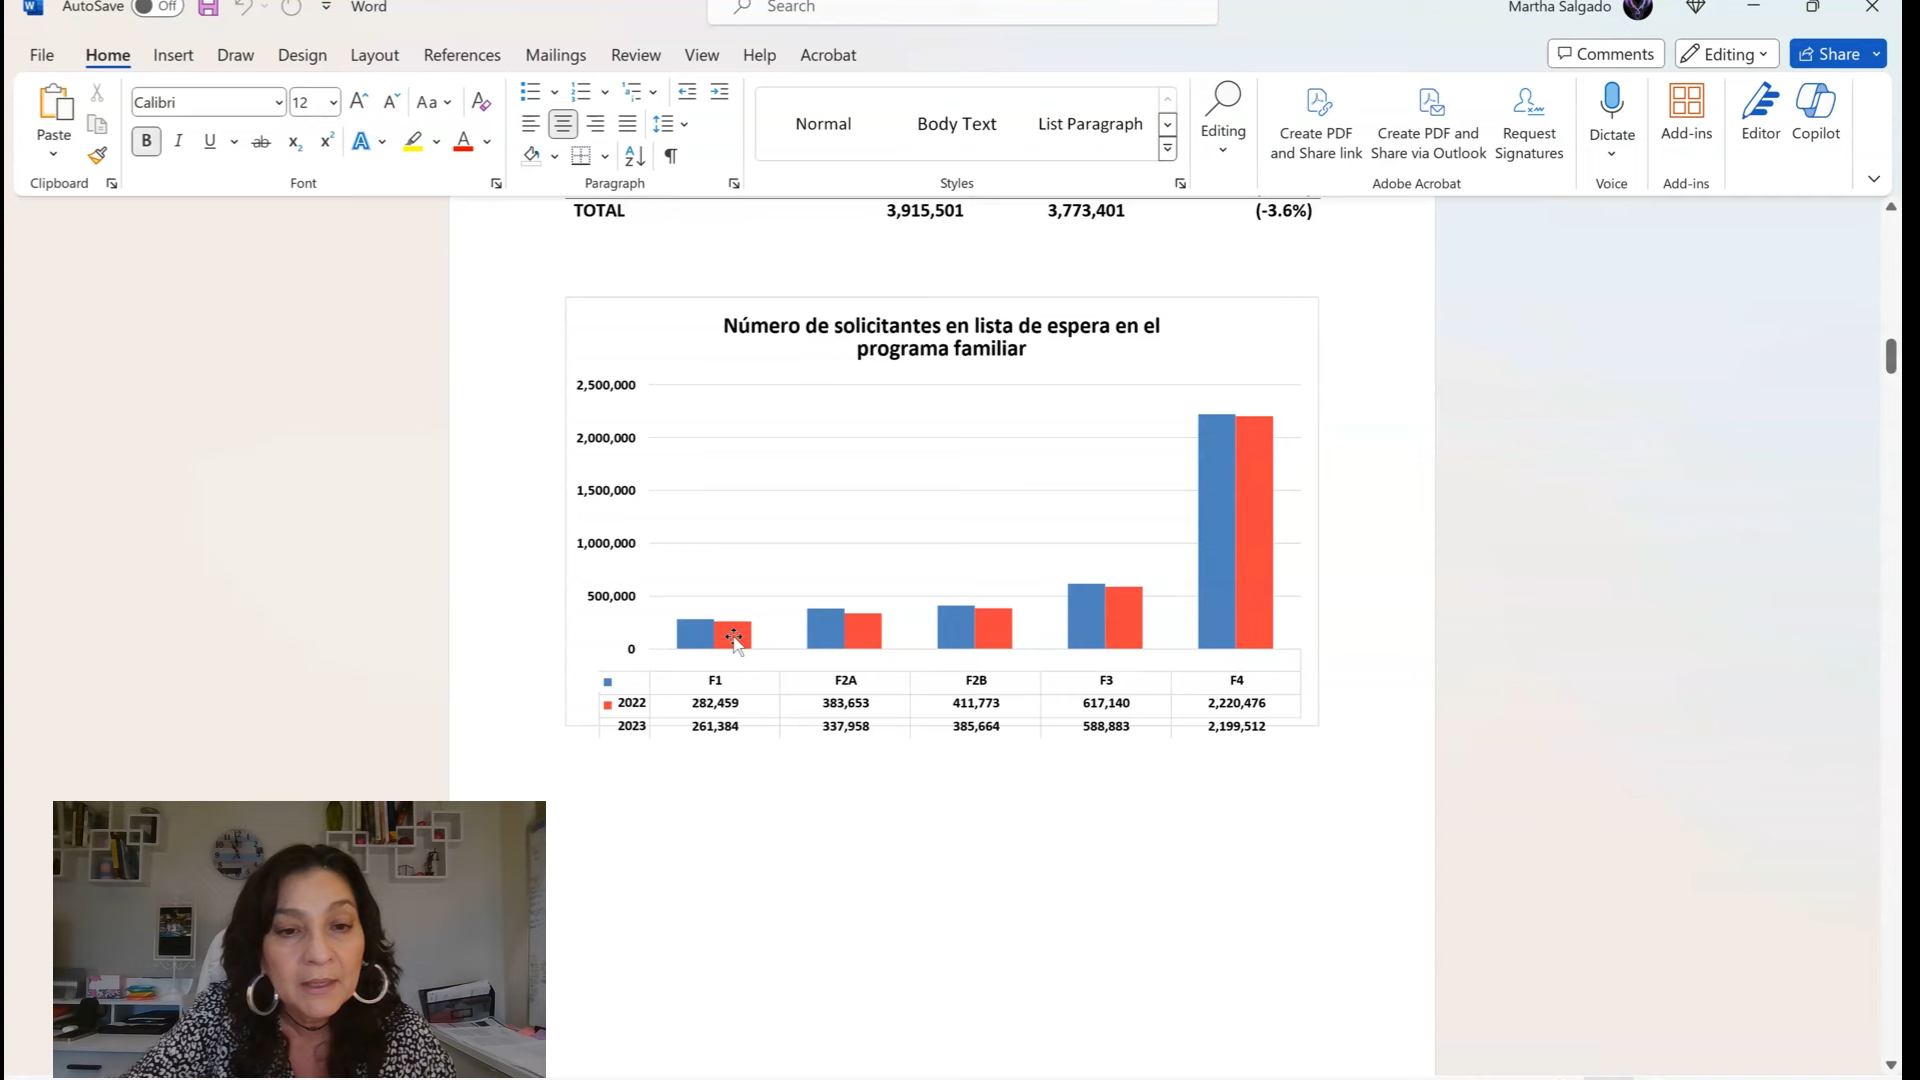 AutoSave Off Word Search Martha Salgado
File Home Insert Draw Design Layout References Mailings Review View Help Acrobat Comments Editing Share
Paste
Clipboard
Calibri 12 Aa
B I U ab x2 x2 A A
Font
Paragraph
Normal Body Text List Paragraph
Styles
Editing
Create PDF and Share link
Create PDF and Share via Outlook
Request Signatures
Adobe Acrobat
Dictate
Voice
Add-ins
Add-ins
Editor
Copilot
TOTAL 3,915,501 3,773,401 (-3.6%)
Número de solicitantes en lista de espera en el
programa familiar
2,500,000
2,000,000
1,500,000
1,000,000
500,000
0
F1 F2A F2B F3 F4
2022 282,459 383,653 411,773 617,140 2,220,476
2023 261,384 337,958 385,664 588,883 2,199,512